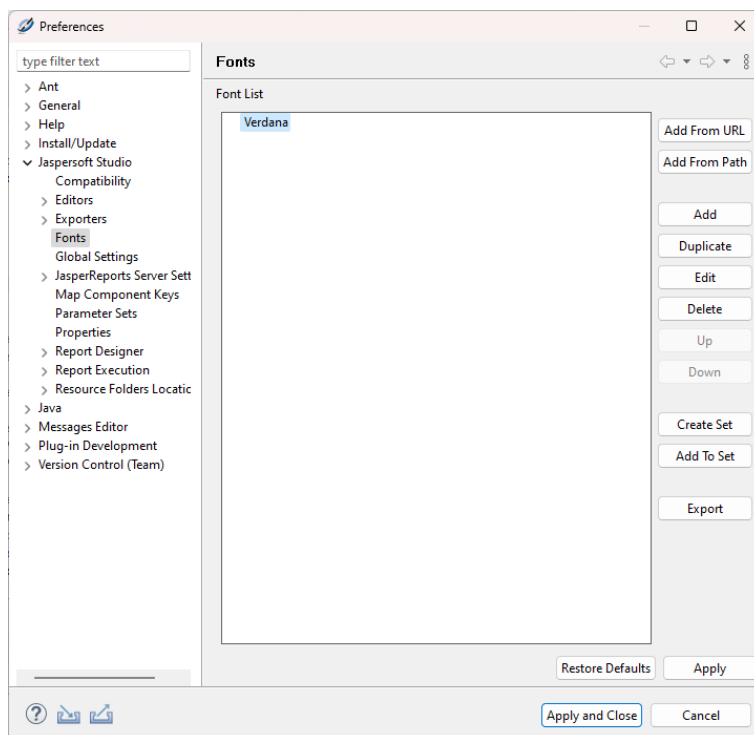 Preferences
type filter text
Ant
General
Help
Install/Update
Jaspersoft Studio
Compatibility
Editors
Exporters
Fonts
Global Settings
JasperReports Server Sett
Map Component Keys
Parameter Sets
Properties
Report Designer
Report Execution
Resource Folders Locatic
Java
Messages Editor
Plug-in Development
Version Control (Team)
Fonts
Font List
Verdana
Add From URL
Add From Path
Add
Duplicate
Edit
Delete
Up
Down
Create Set
Add To Set
Export
Restore Defaults
Apply
?
Apply and Close
Cancel